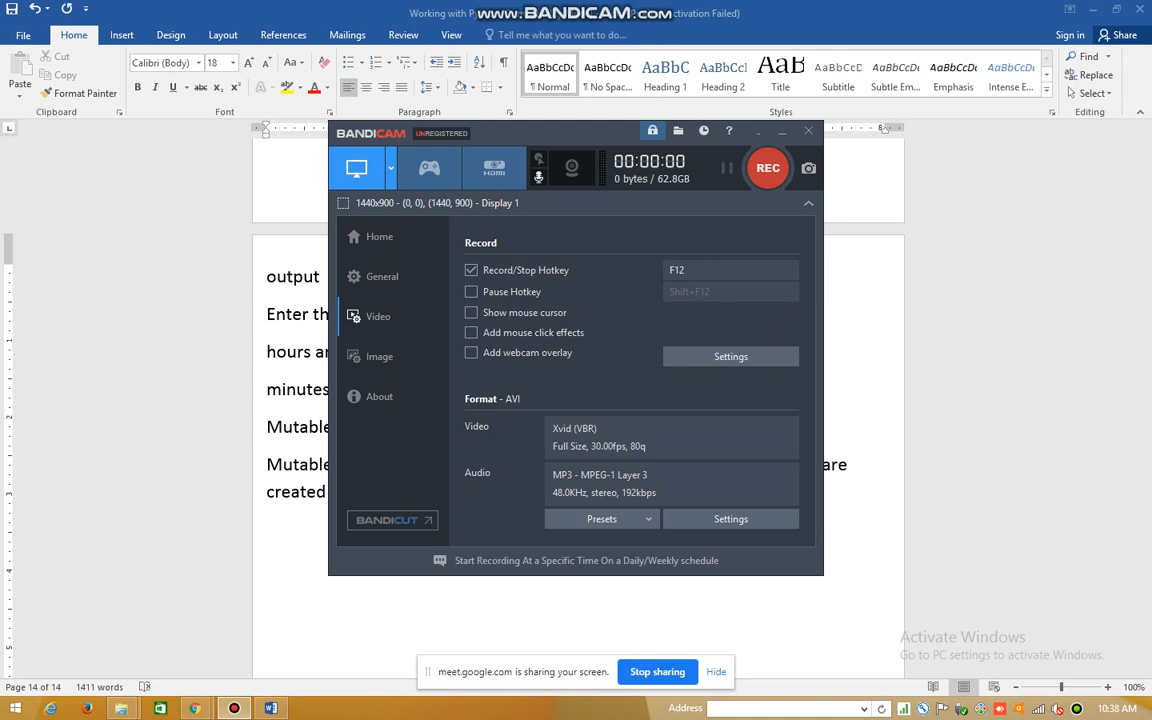 Working with Py
www.BANDICAM.com
ctivation Failed)
File Home Insert Design Layout References Mailings Review View Tell me what you want to do... Sign in Share
Paste
Cut
Copy
Format Painter
Clipboard
Calibri (Body) 18
Font
Paragraph
AaBbCcDc AaBbCcDc AaBbC AaBbCcl AaB AaBbCcD AaBbCcDc AaBbCcDc AaBbCcDc
¶ Normal ¶ No Spac... Heading 1 Heading 2 Title Subtitle Subtle Em... Emphasis Intense E...
Styles
Find
Replace
Select
Editing
BANDICAM UNREGISTERED
HDMI
00:00:00
0 bytes / 62.8GB
REC
1440x900 - (0, 0), (1440, 900) - Display 1
Home
General
Video
Image
About
BANDICUT
Record
Record/Stop Hotkey F12
Pause Hotkey Shift+F12
Show mouse cursor
Add mouse click effects
Add webcam overlay Settings
Format - AVI
Video
Xvid (VBR)
Full Size, 30.00fps, 80q
Audio
MP3 - MPEG-1 Layer 3
48.0KHz, stereo, 192kbps
Presets Settings
Start Recording At a Specific Time On a Daily/Weekly schedule
output
Enter th
hours a
minutes
Mutable
Mutable are
created
Activate Windows
Go to PC settings to activate Windows.
meet.google.com is sharing your screen. Stop sharing Hide
Page 14 of 14 1411 words
100%
Address
10:38 AM